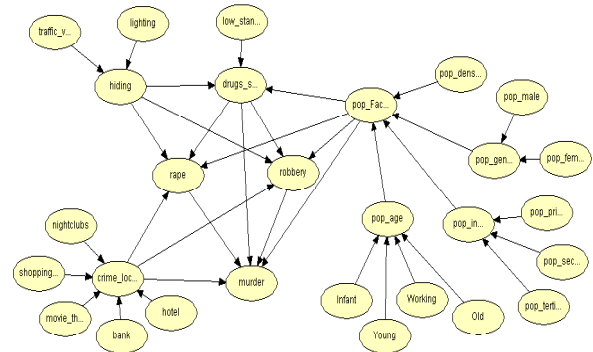 traffic_v...
lighting
low_stan...
hiding
drugs_s...
pop_Fac...
pop_dens...
pop_male
pop_gen...
pop_fem...
rape
robbery
nightclubs
pop_age
pop_in...
pop_pri...
shopping...
crime_loc...
murder
pop_sec...
movie_th...
bank
hotel
Infant
Young
Working
Old
pop_terti...